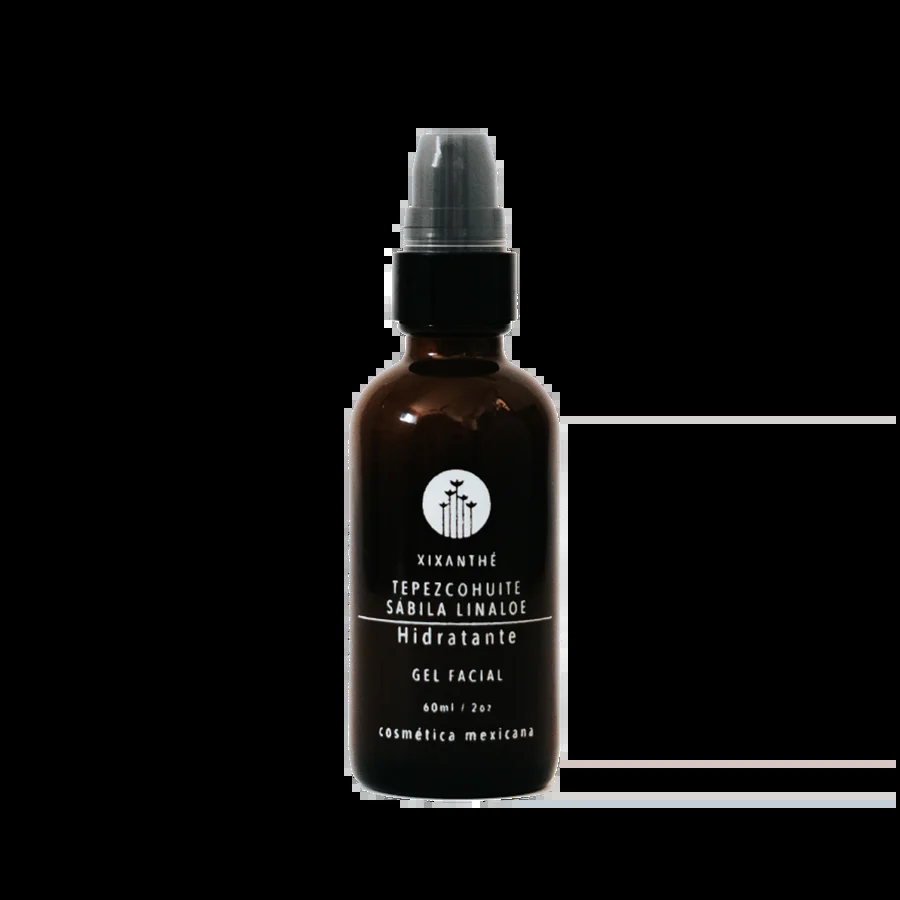 XIXANTHÉ
TEPEZCOHUITE
SÁBILA LINALOE
Hidratante
GEL FACIAL
60ml / 2oz
cosmética mexicana